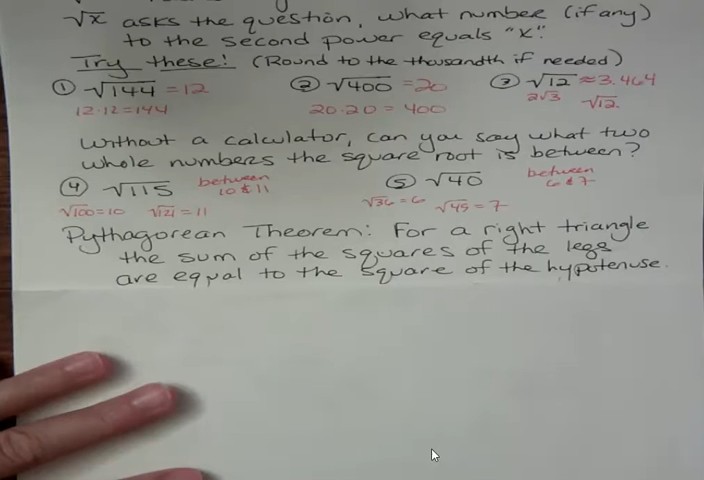 √x asks the question, what number (if any)
to the second power equals "x".
Try these! (Round to the thousandth if needed)
① √144 = 12 ② √400 = 20 ③ √12 ≈ 3.464
12·12=144 20·20 = 400 2√3 √12.
Without a calculator, can you say what two
whole numbers the square root is between?
④ √115 between 10 & 11 ⑤ √40 between 6 & 7
√100=10 √121 = 11 √36=6 √49 = 7
Pythagorean Theorem: For a right triangle
the sum of the squares of the legs
are equal to the square of the hypotenuse.